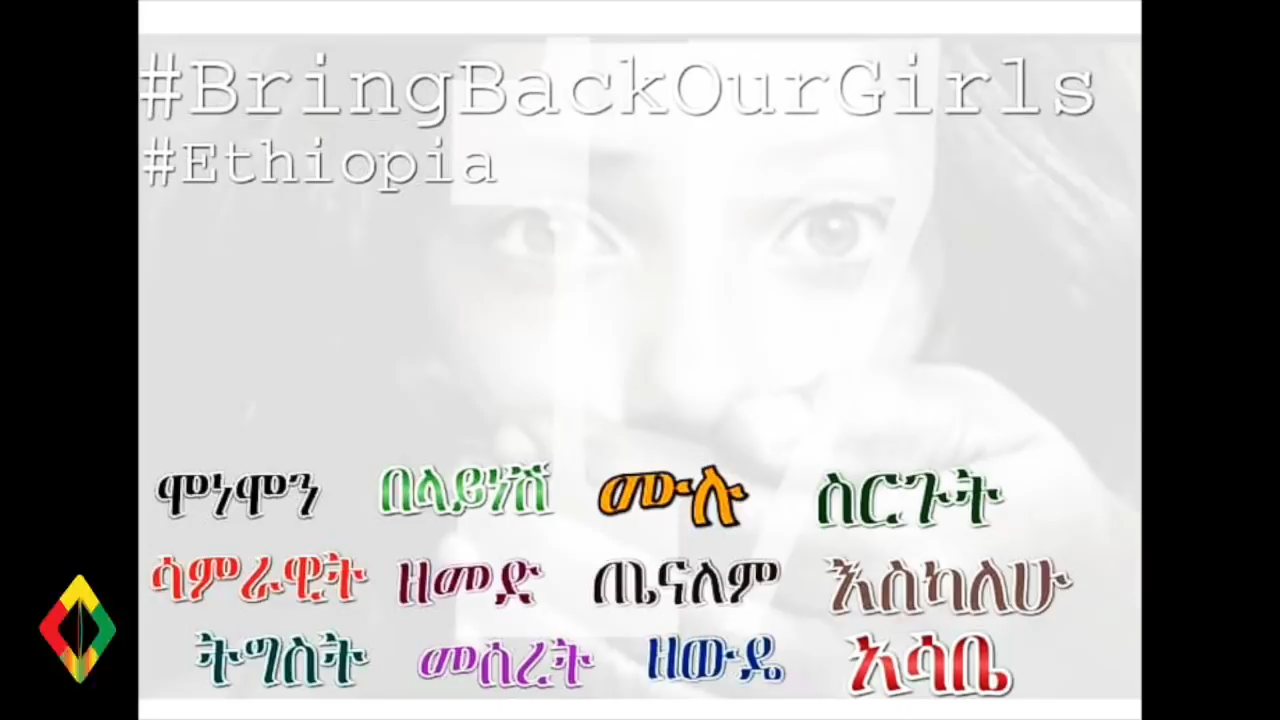 #BringBackOurGirls
#Ethiopia
ሞነሞን በላይነሽ ሙሉ ስርጉት
ሳምራዊት ዘመድ ጤናለም እስካለሁ
ትግስት መሰረት ዘውዴ አሳቤ